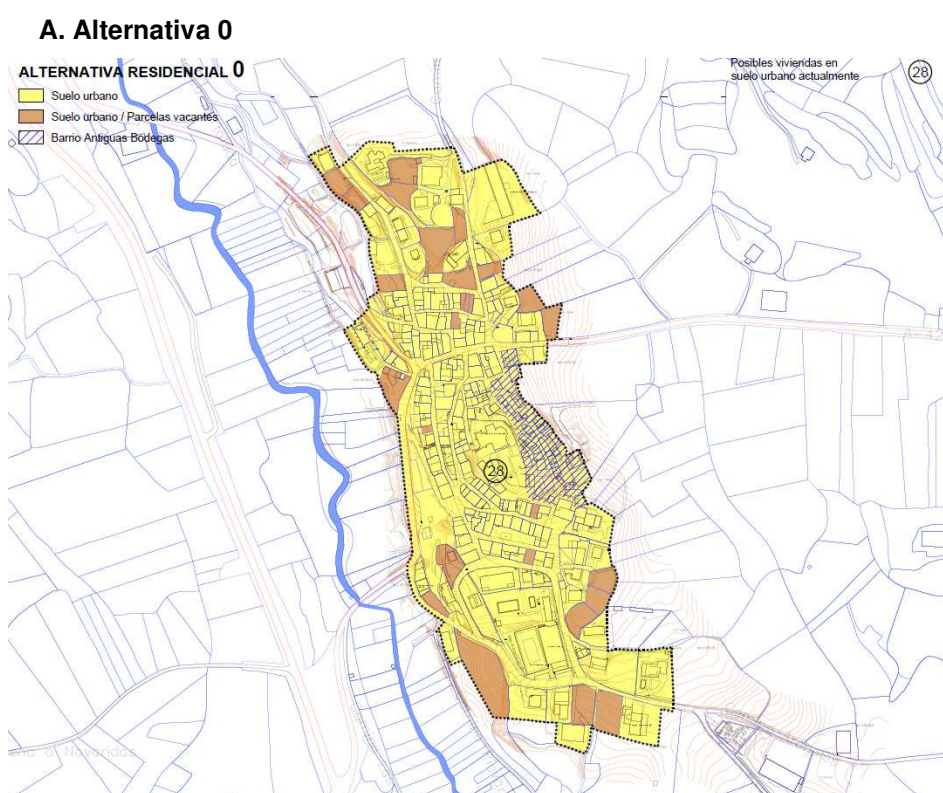 A. Alternativa 0
ALTERNATIVA RESIDENCIAL 0
Suelo urbano
Suelo urbano / Parcelas vacantes
Barrio Antiguas Bodegas
Posibles viviendas en
suelo urbano actualmente
28
28